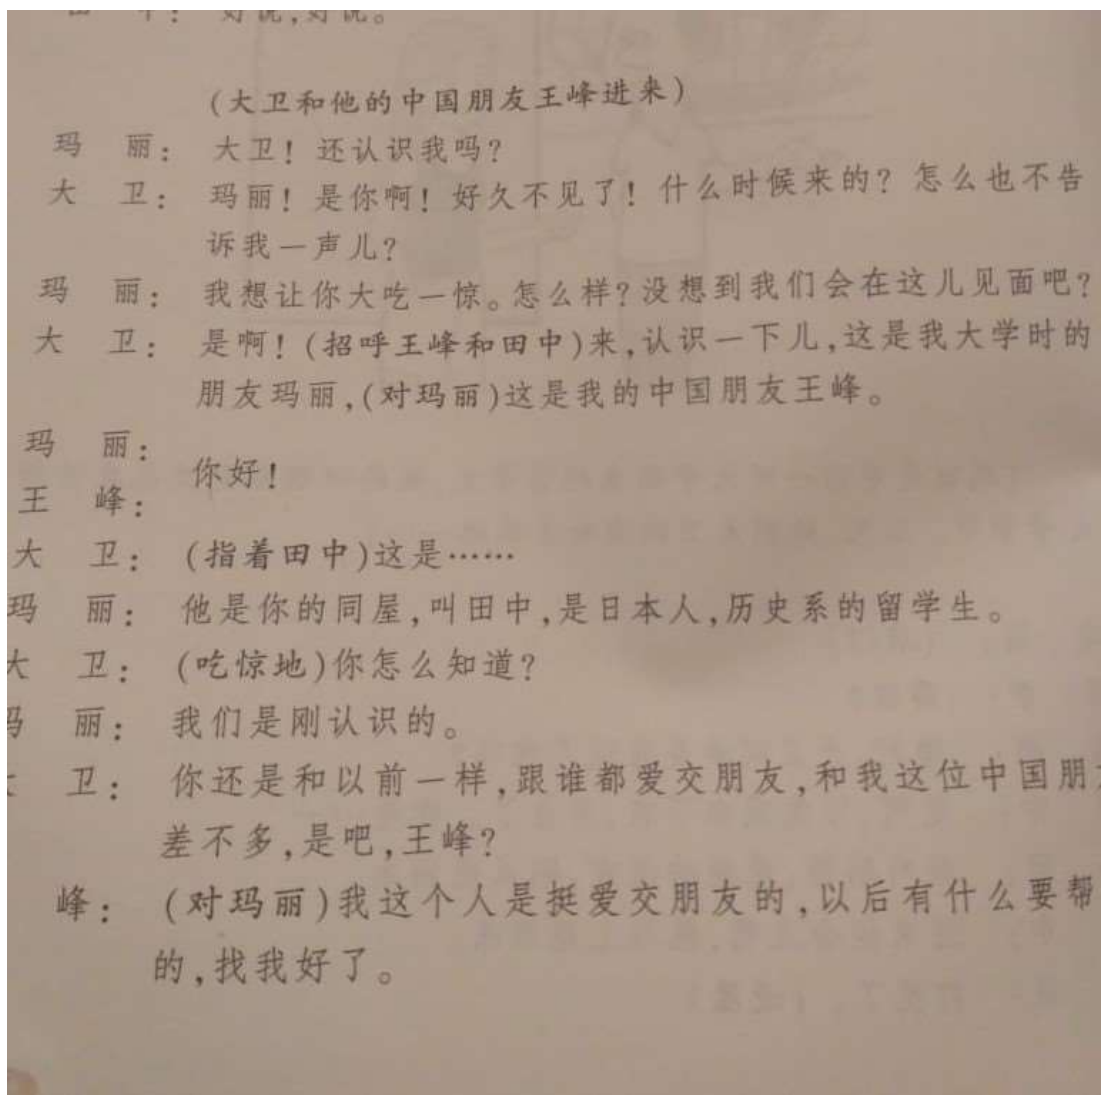 好说,好说。
(大卫和他的中国朋友王峰进来)
玛 丽: 大卫! 还认识我吗?
大 卫: 玛丽! 是你啊! 好久不见了! 什么时候来的? 怎么也不告
诉我一声儿?
玛 丽: 我想让你大吃一惊。怎么样? 没想到我们会在这儿见面吧?
大 卫: 是啊! (招呼王峰和田中)来,认识一下儿,这是我大学时的
朋友玛丽,(对玛丽)这是我的中国朋友王峰。
玛 丽:
你好!
王 峰:
大 卫: (指着田中)这是……
玛 丽: 他是你的同屋,叫田中,是日本人,历史系的留学生。
大 卫: (吃惊地)你怎么知道?
玛 丽: 我们是刚认识的。
卫: 你还是和以前一样,跟谁都爱交朋友,和我这位中国朋
差不多,是吧,王峰?
峰: (对玛丽)我这个人是挺爱交朋友的,以后有什么要帮
的,找我好了。